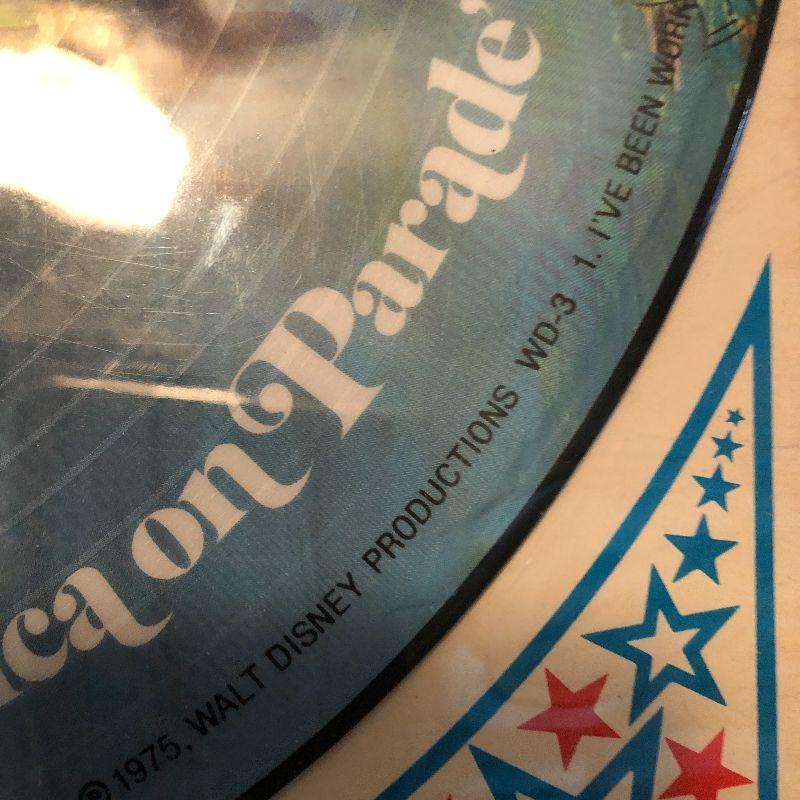 ica on Parade'
℗ 1975, WALT DISNEY PRODUCTIONS WD-3 1. I'VE BEEN WORK